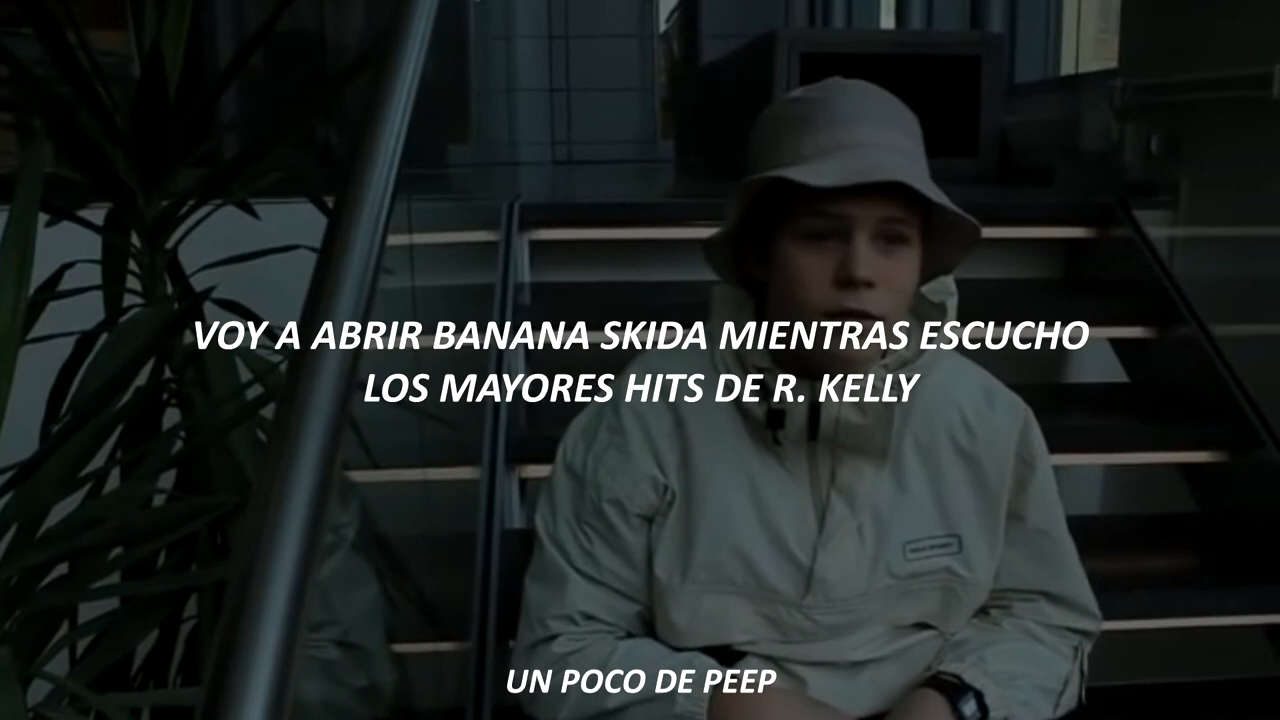 VOY A ABRIR BANANA SKIDA MIENTRAS ESCUCHO
LOS MAYORES HITS DE R. KELLY
UN POCO DE PEEP